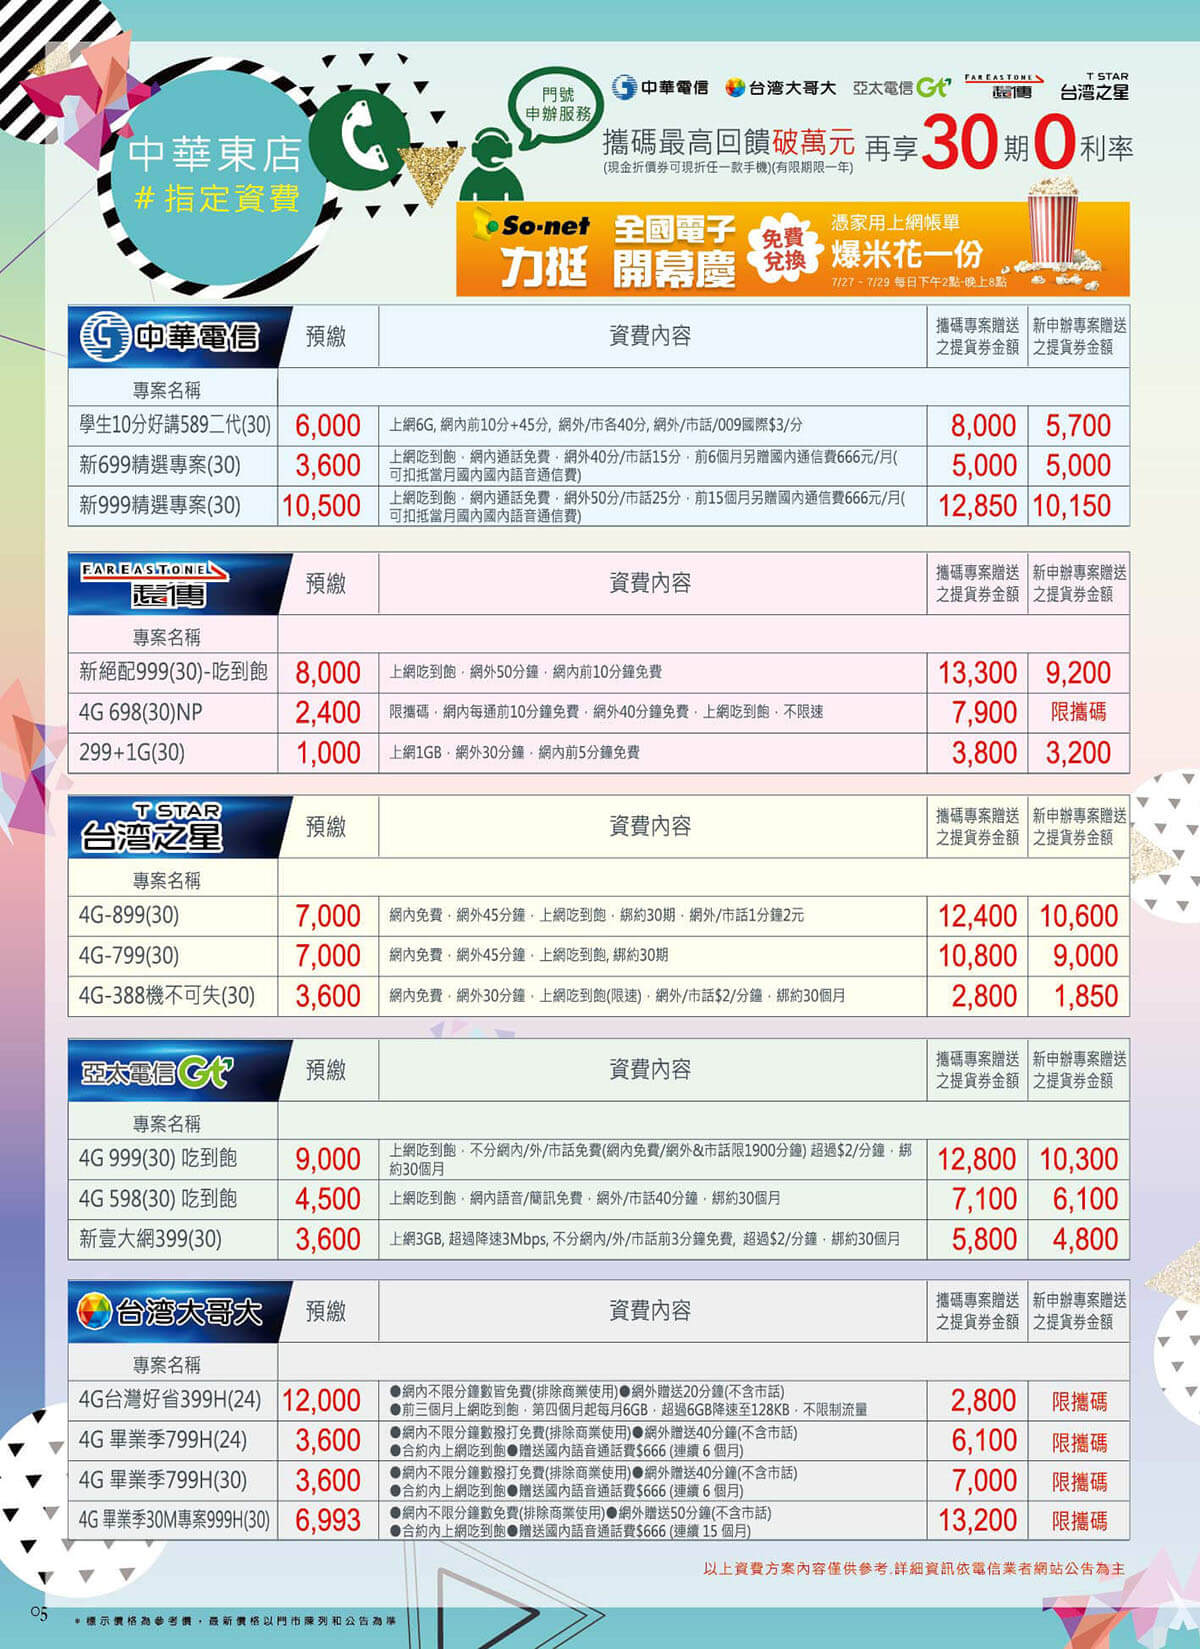 中華東店
#指定資費
門號
申辦服務
中華電信 台灣大哥大 亞太電信 Gt FAREASTONE 遠傳 T STAR 台灣之星
攜碼最高回饋破萬元 再享30期0利率
(現金折價券可現折任一款手機)(有限期限一年)
So-net 力挺
全國電子 開幕慶
免費兌換
憑家用上網帳單
爆米花一份
7/27 - 7/29 每日下午2點-晚上8點
中華電信 預繳 資費內容 攜碼專案贈送之提貨券金額 新申辦專案贈送之提貨券金額
專案名稱
學生10分好講589二代(30) 6,000 上網6G, 網內前10分+45分, 網外/市各40分, 網外/市話/009國際$3/分 8,000 5,700
新699精選專案(30) 3,600 上網吃到飽‧網內通話免費‧網外40分/市話15分‧前6個月另贈國內通信費666元/月(可扣抵當月國內國內語音通信費) 5,000 5,000
新999精選專案(30) 10,500 上網吃到飽‧網內通話免費‧網外50分/市話25分‧前15個月另贈國內通信費666元/月(可扣抵當月國內國內語音通信費) 12,850 10,150
FAREASTONE 遠傳 預繳 資費內容 攜碼專案贈送之提貨券金額 新申辦專案贈送之提貨券金額
專案名稱
新絕配999(30)-吃到飽 8,000 上網吃到飽‧網外50分鐘‧網內前10分鐘免費 13,300 9,200
4G 698(30)NP 2,400 限攜碼‧網內每通前10分鐘免費‧網外40分鐘免費‧上網吃到飽‧不限速 7,900 限攜碼
299+1G(30) 1,000 上網1GB‧網外30分鐘‧網內前5分鐘免費 3,800 3,200
T STAR 台灣之星 預繳 資費內容 攜碼專案贈送之提貨券金額 新申辦專案贈送之提貨券金額
專案名稱
4G-899(30) 7,000 網內免費‧網外45分鐘‧上網吃到飽‧綁約30期‧網外/市話1分鐘2元 12,400 10,600
4G-799(30) 7,000 網內免費‧網外45分鐘‧上網吃到飽, 綁約30期 10,800 9,000
4G-388機不可失(30) 3,600 網內免費‧網外30分鐘‧上網吃到飽(限速)‧網外/市話$2/分鐘‧綁約30個月 2,800 1,850
亞太電信 Gt 預繳 資費內容 攜碼專案贈送之提貨券金額 新申辦專案贈送之提貨券金額
專案名稱
4G 999(30) 吃到飽 9,000 上網吃到飽‧不分網內/外/市話免費(網內免費/網外&市話限1900分鐘) 超過$2/分鐘‧綁約30個月 12,800 10,300
4G 598(30) 吃到飽 4,500 上網吃到飽‧網內語音/簡訊免費‧網外/市話40分鐘‧綁約30個月 7,100 6,100
新壹大網399(30) 3,600 上網3GB, 超過降速3Mbps, 不分網內/外/市話前3分鐘免費, 超過$2/分鐘‧綁約30個月 5,800 4,800
台灣大哥大 預繳 資費內容 攜碼專案贈送之提貨券金額 新申辦專案贈送之提貨券金額
專案名稱
4G台灣好省399H(24) 12,000 ●網內不限分鐘數皆免費(排除商業使用)●網外贈送20分鐘(不含市話) ●前三個月上網吃到飽‧第四個月起每月6GB‧超過6GB降速至128KB‧不限制流量 2,800 限攜碼
4G 畢業季799H(24) 3,600 ●網內不限分鐘數撥打免費(排除商業使用)●網外贈送40分鐘(不含市話) ●合約內上網吃到飽●贈送國內語音通話費$666 (連續 6 個月) 6,100 限攜碼
4G 畢業季799H(30) 3,600 ●網內不限分鐘數撥打免費(排除商業使用)●網外贈送40分鐘(不含市話) ●合約內上網吃到飽●贈送國內語音通話費$666 (連續 6 個月) 7,000 限攜碼
4G 畢業季30M專案999H(30) 6,993 ●網內不限分鐘數免費(排除商業使用)●網外贈送50分鐘(不含市話) ●合約內上網吃到飽●贈送國內語音通話費$666 (連續 15 個月) 13,200 限攜碼
以上資費方案內容僅供參考,詳細資訊依電信業者網站公告為主
05 *標示價格為參考價，最新價格以門市陳列和公告為準